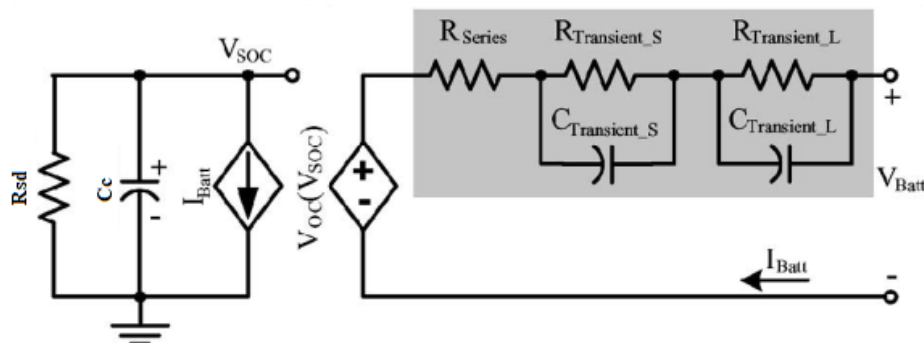 V_SOC
R_Series
R_Transient_S
R_Transient_L
C_Transient_S
C_Transient_L
Rsd
Cc
+
-
I_Batt
V_OC(V_SOC)
+
-
+
V_Batt
I_Batt
-